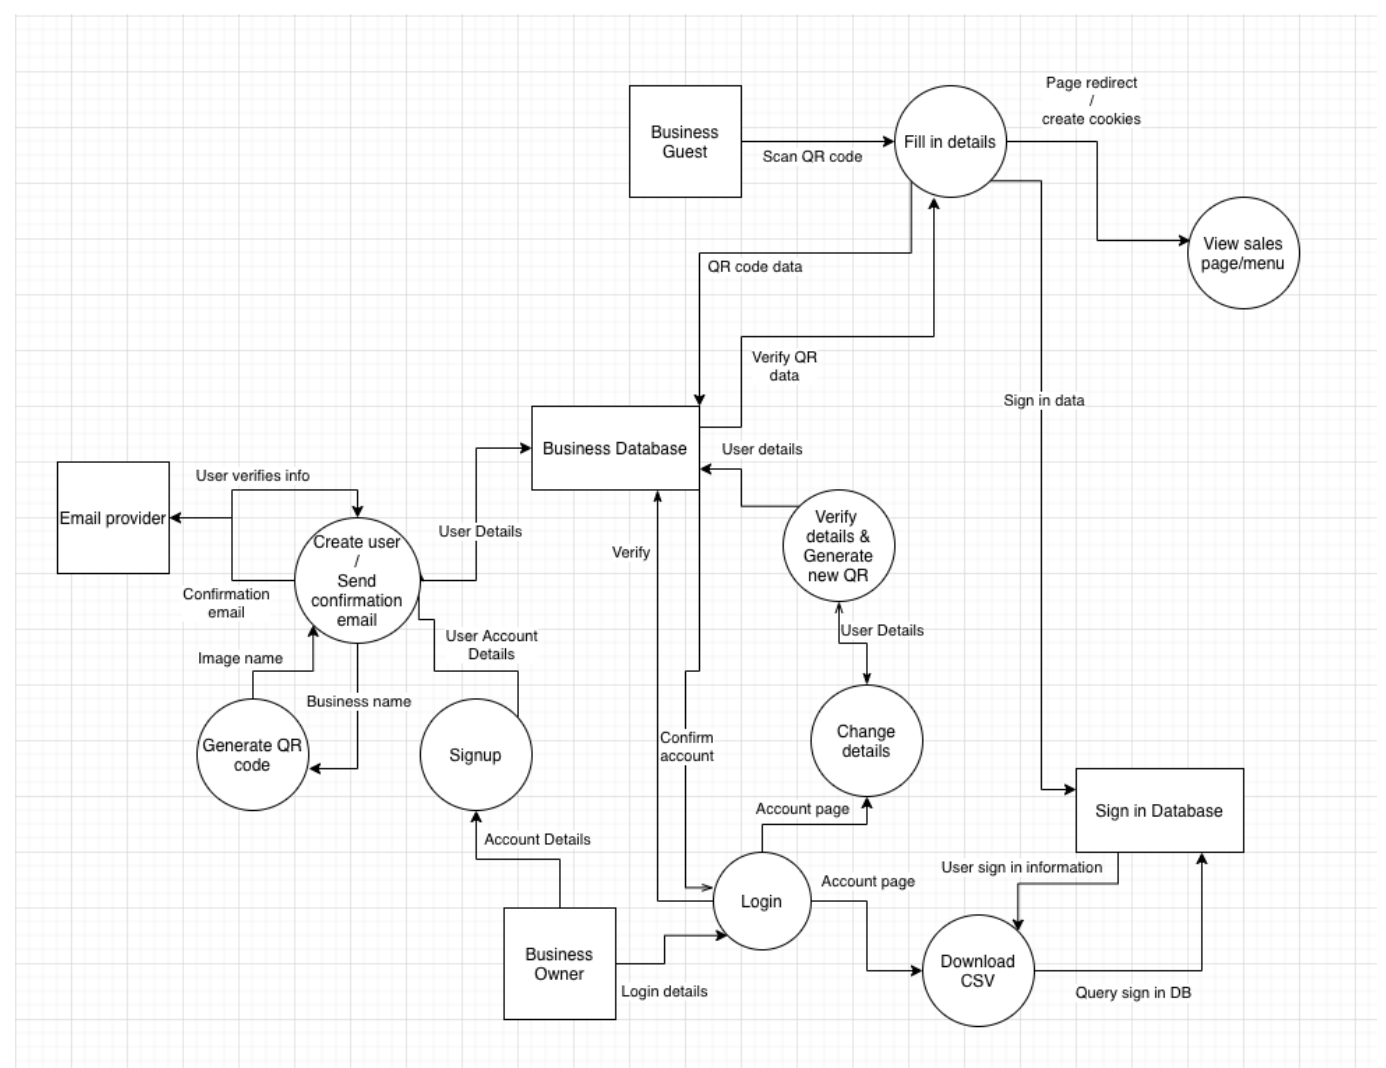 Page redirect
/
create cookies
Business
Guest
Scan QR code
Fill in details
View sales
page/menu
QR code data
Verify QR
data
Sign in data
Business Database
User details
User verifies info
Email provider
Create user
/
Send
confirmation
email
User Details
Verify
Verify
details &
Generate
new QR
Confirmation
email
User Account
Details
User Details
Image name
Business name
Generate QR
code
Signup
Confirm
account
Change
details
Account page
Sign in Database
Account Details
User sign in information
Account page
Login
Business
Owner
Login details
Download
CSV
Query sign in DB